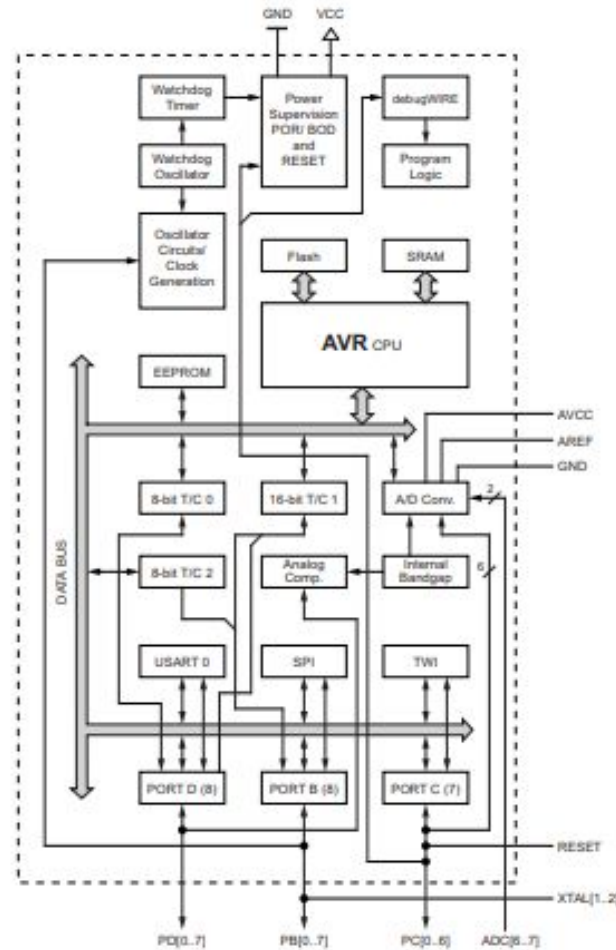 GND
VCC
Watchdog
Timer
Power
Supervision
POR/ BOD
and
RESET
debugWIRE
Watchdog
Oscillator
Program
Logic
Oscillator
Circuits/
Clock
Generation
Flash
SRAM
AVR CPU
EEPROM
AVCC
AREF
GND
2
8-bit T/C 0
16-bit T/C 1
A/D Conv.
DATA BUS
8-bit T/C 2
Analog
Comp.
Internal
Bandgap
6
USART 0
SPI
TWI
PORT D (8)
PORT B (8)
PORT C (7)
RESET
XTAL[1..2]
PD[0..7]
PB[0..7]
PC[0..6]
ADC[6..7]